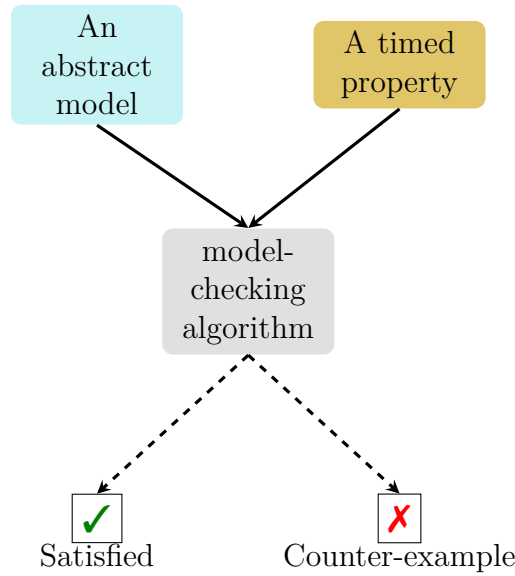 An
abstract
model
A timed
property
model-
checking
algorithm
✓
✗
Satisfied
Counter-example